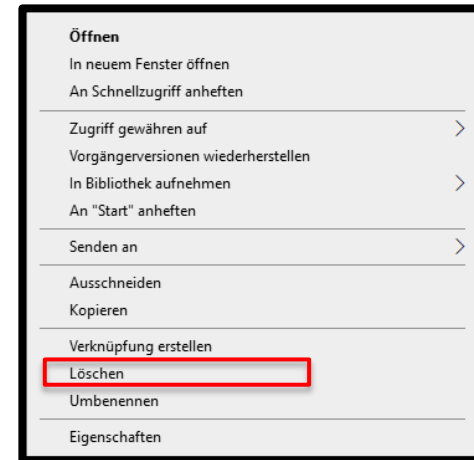 Öffnen
In neuem Fenster öffnen
An Schnellzugriff anheften
Zugriff gewähren auf
Vorgängerversionen wiederherstellen
In Bibliothek aufnehmen
An "Start" anheften
Senden an
Ausschneiden
Kopieren
Verknüpfung erstellen
Löschen
Umbenennen
Eigenschaften